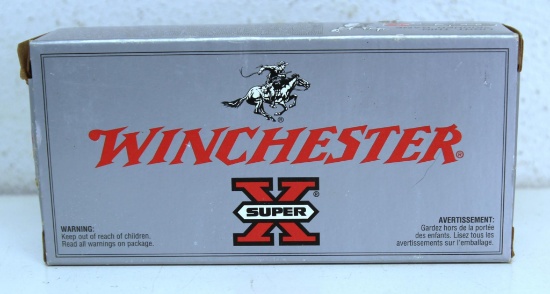 WINCHESTER®
X
SUPER
®
WARNING:
Keep out of reach of children.
Read all warnings on package.
AVERTISSEMENT:
Gardez hors de la portée
des enfants. Lisez tous les
avertissements sur l'emballage.